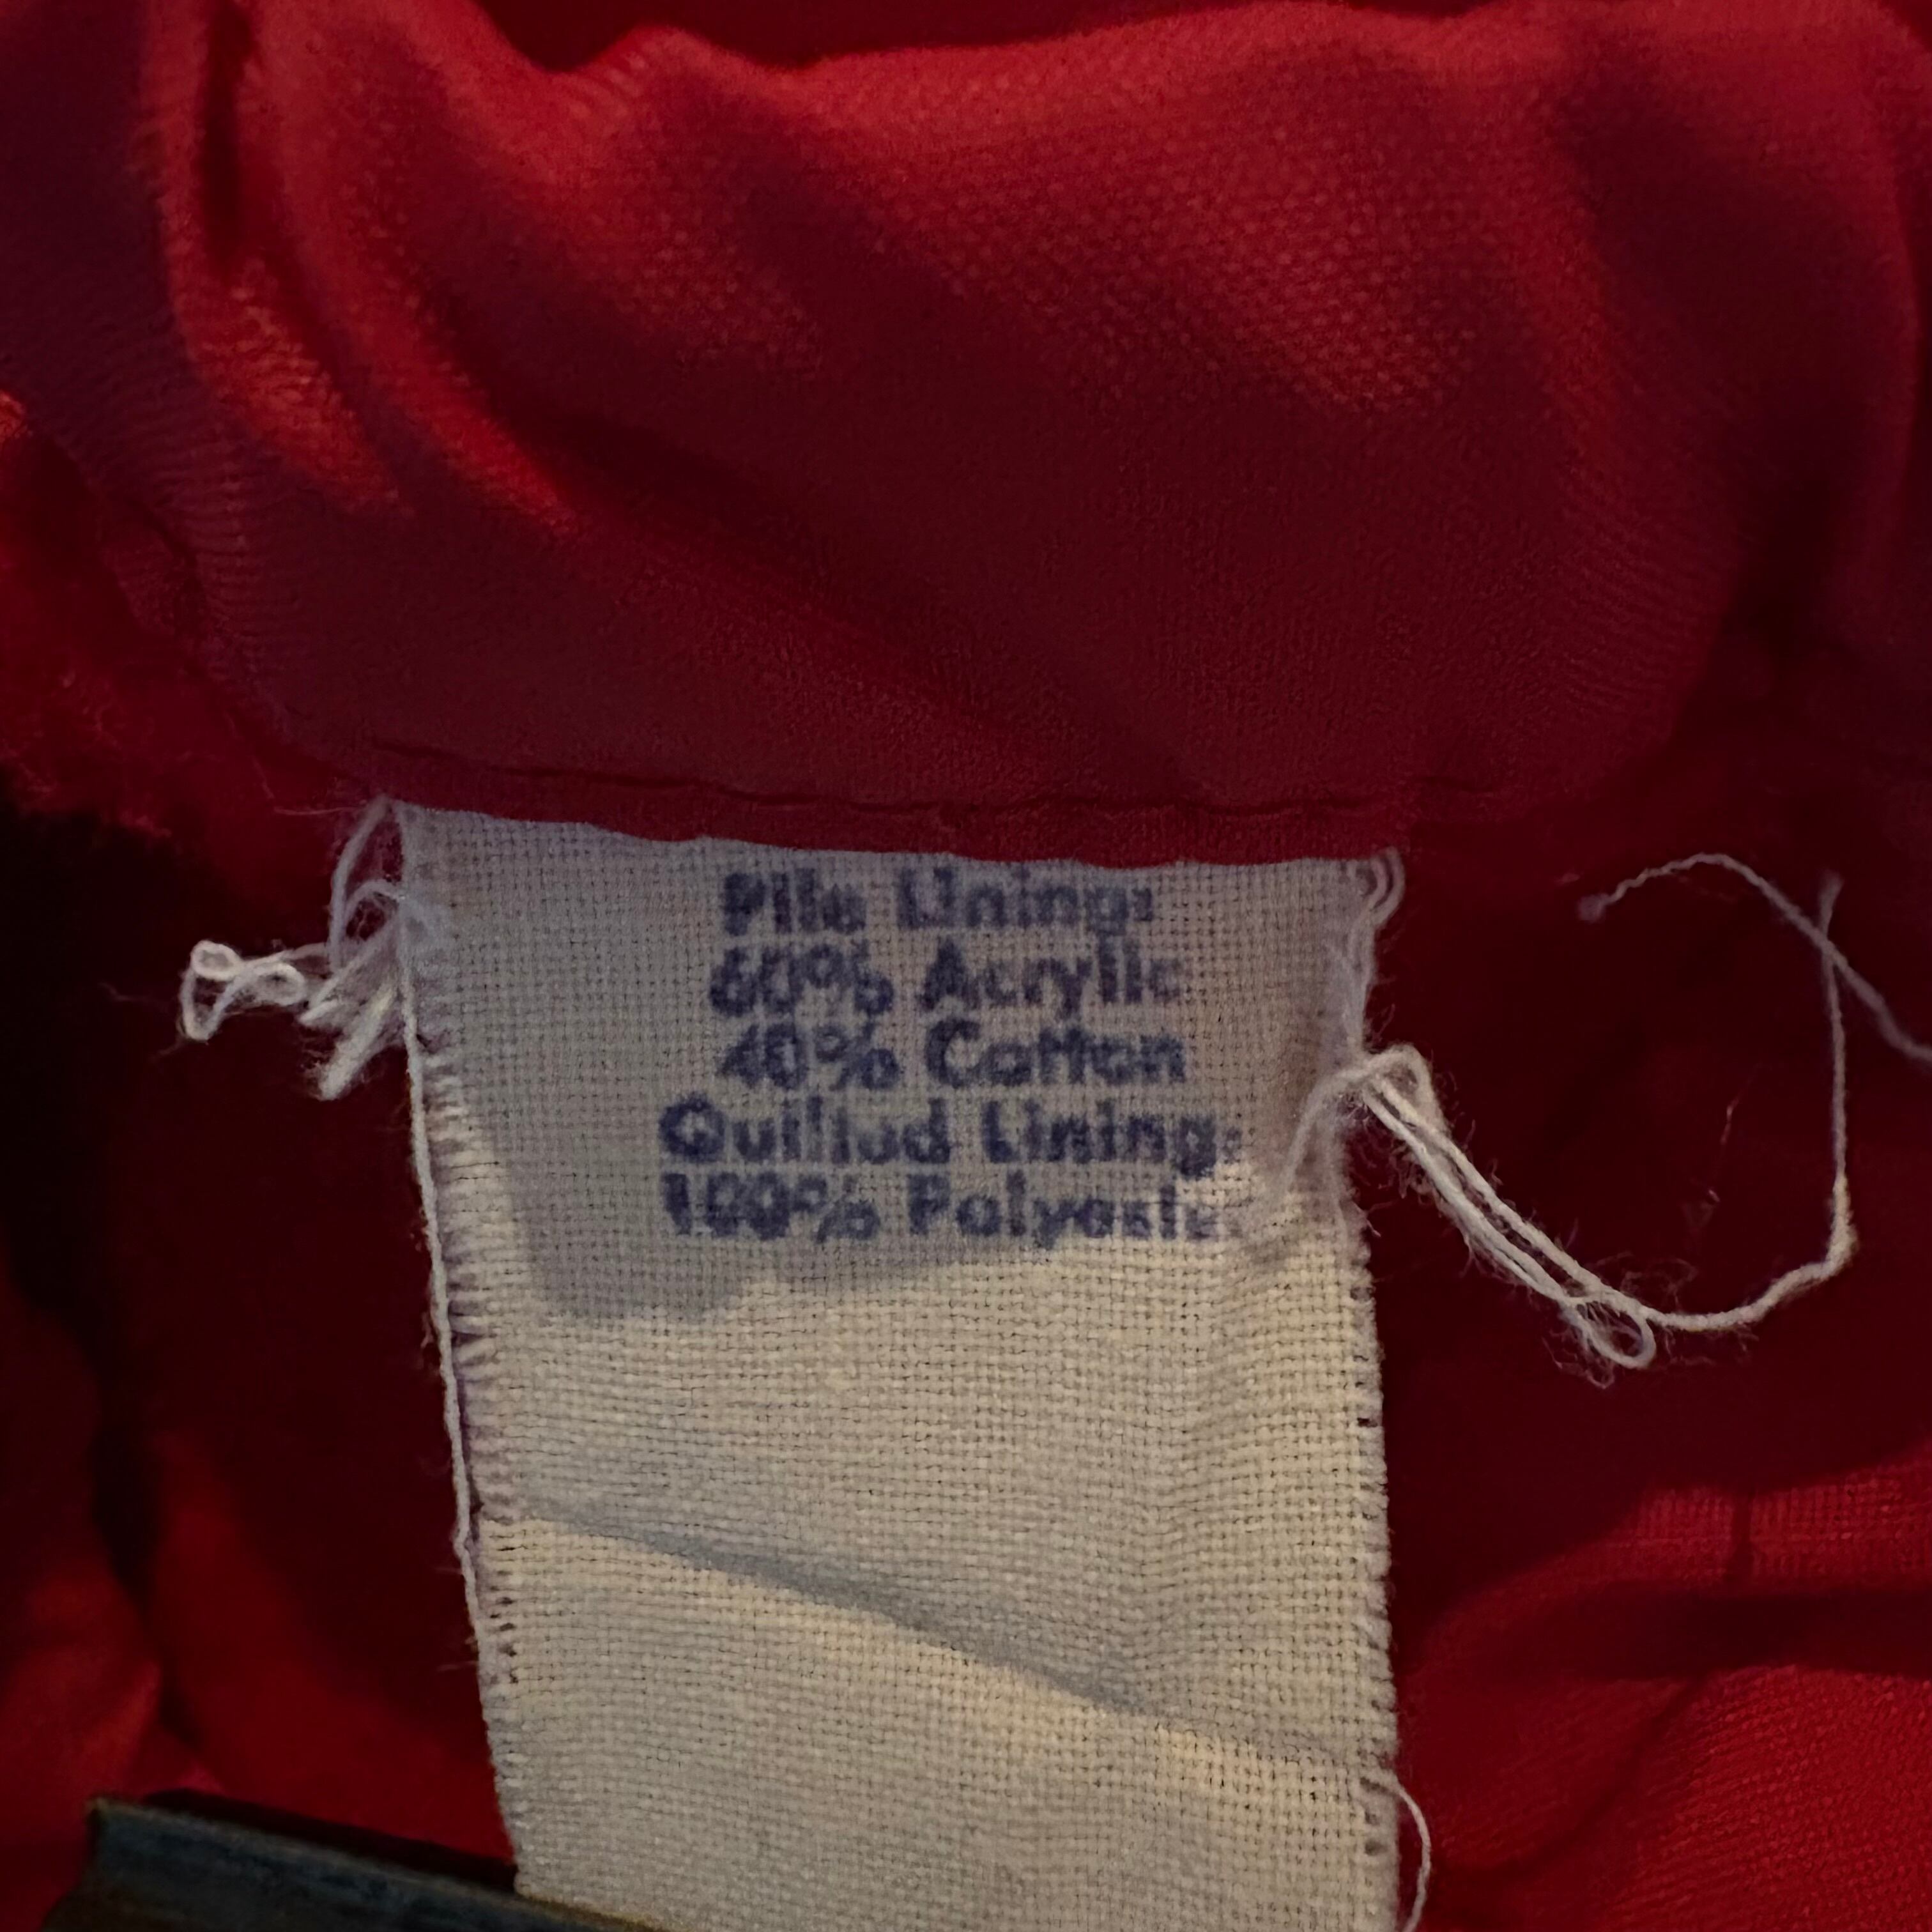 Pile Lining:
60% Acrylic
40% Cotton
Quilted Lining:
100% Polyester